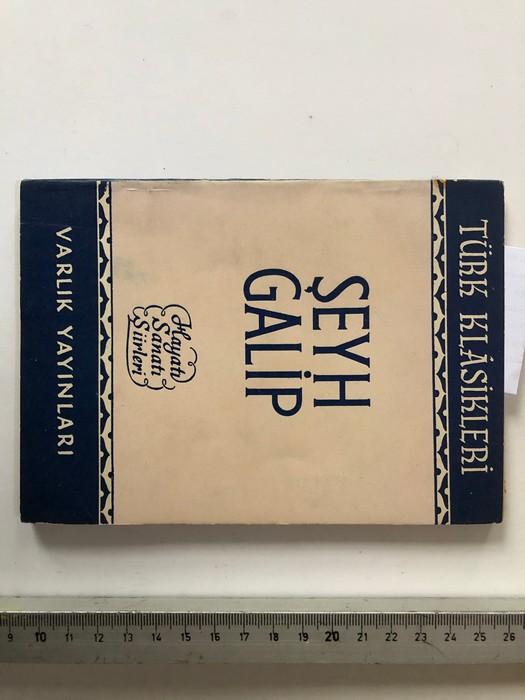 TÜRK KLÂSİKLERİ
ŞEYH
GALİP
Hayatı
Sanatı
Şiirleri
VARLIK YAYINLARI
9 10 11 12 13 14 15 16 17 18 19 20 21 22 23 24 25 26